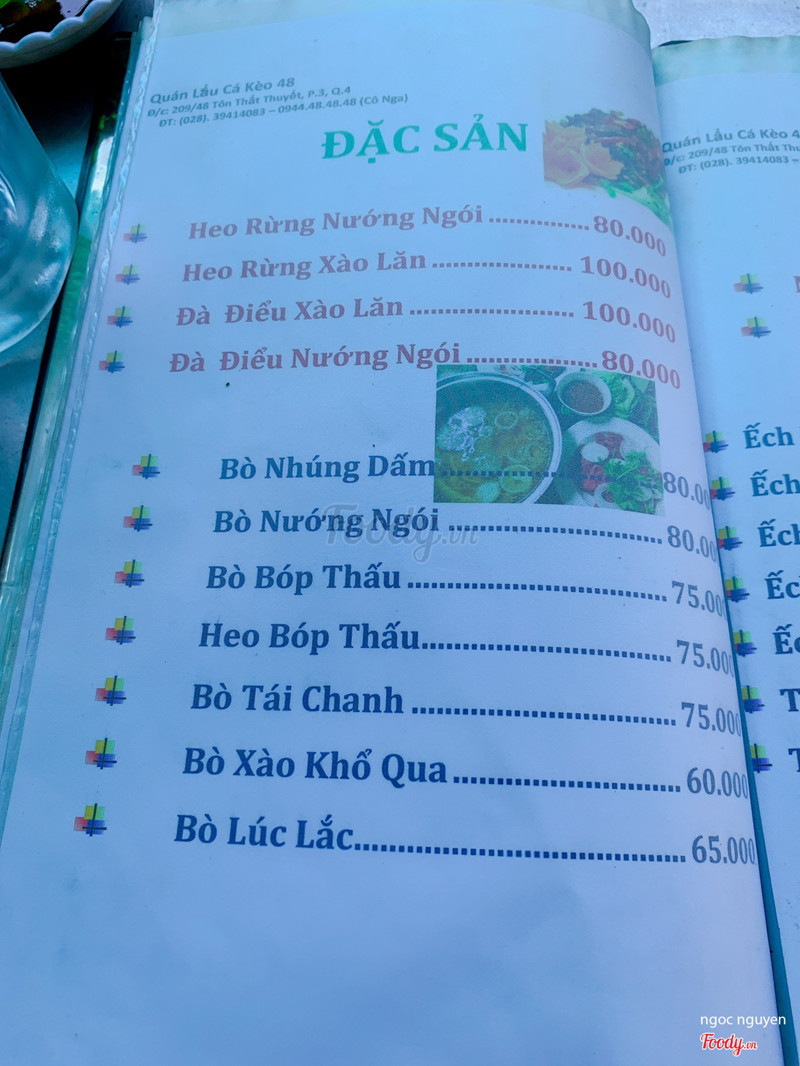 Quán Lẩu Cá Kèo 48
Đ/c: 209/48 Tôn Thất Thuyết, P.3, Q.4
ĐT: (028). 39414083 – 0944.48.48.48 (Cô Nga)
ĐẶC SẢN
Heo Rừng Nướng Ngói ............... 80.000
Heo Rừng Xào Lăn ..................... 100.000
Đà Điểu Xào Lăn ......................... 100.000
Đà Điểu Nướng Ngói .................... 80.000
Bò Nhúng Dấm ............................ 80.00
Bò Nướng Ngói ............................ 80.00
Bò Bóp Thấu ................................ 75.000
Heo Bóp Thấu .............................. 75.000
Bò Tái Chanh ............................... 75.000
Bò Xào Khổ Qua .......................... 60.000
Bò Lúc Lắc ................................... 65.000
Quán Lẩu Cá Kèo 4
Đ/c: 209/48 Tôn Thất Thu
ĐT: (028). 39414083 –
Ếch
Ếch
Ếch
Foody.vn
ngoc nguyen
Foody.vn